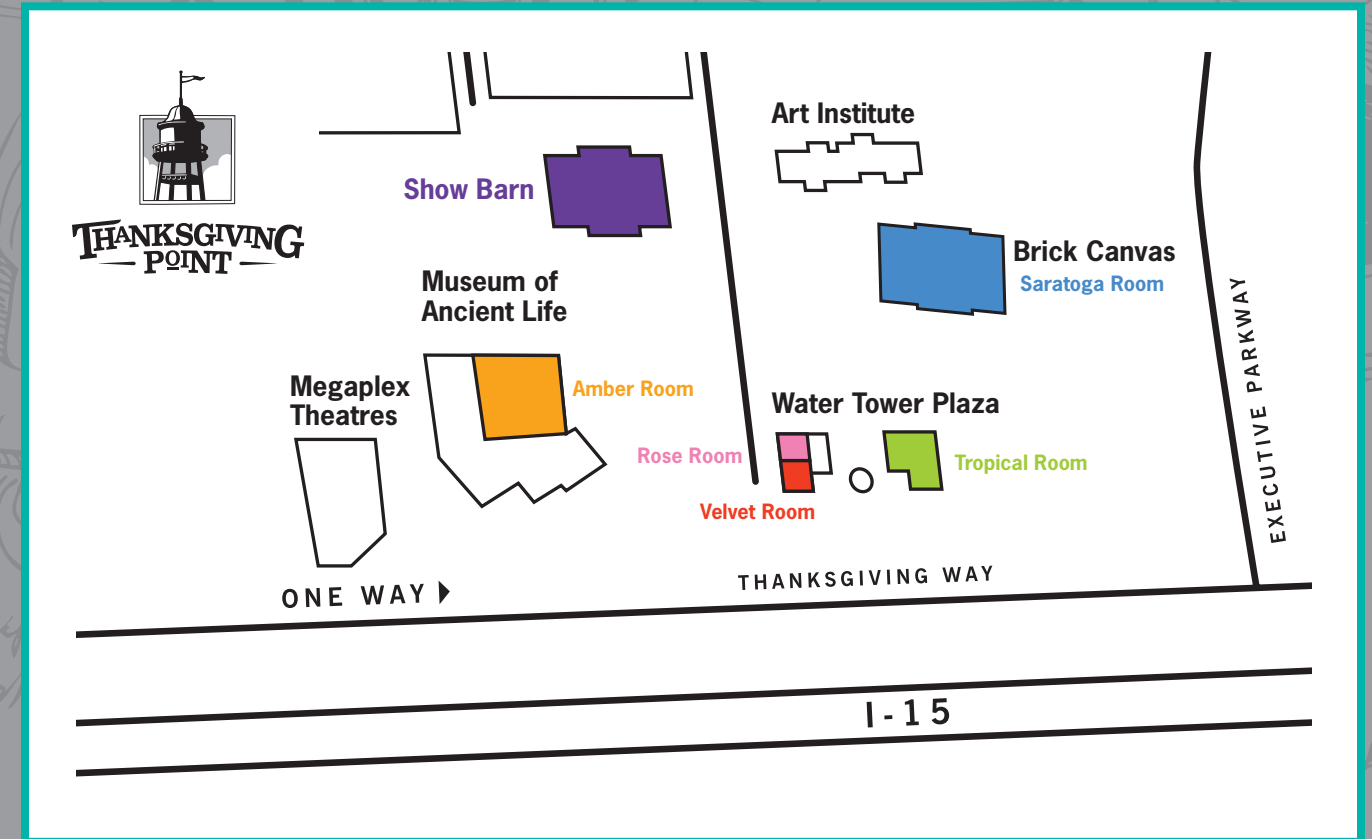 THANKSGIVING
POINT
Art Institute
Show Barn
Brick Canvas
Saratoga Room
Museum of
Ancient Life
EXECUTIVE PARKWAY
Megaplex
Theatres
Amber Room
Water Tower Plaza
Rose Room
Tropical Room
Velvet Room
ONE WAY
THANKSGIVING WAY
I-15